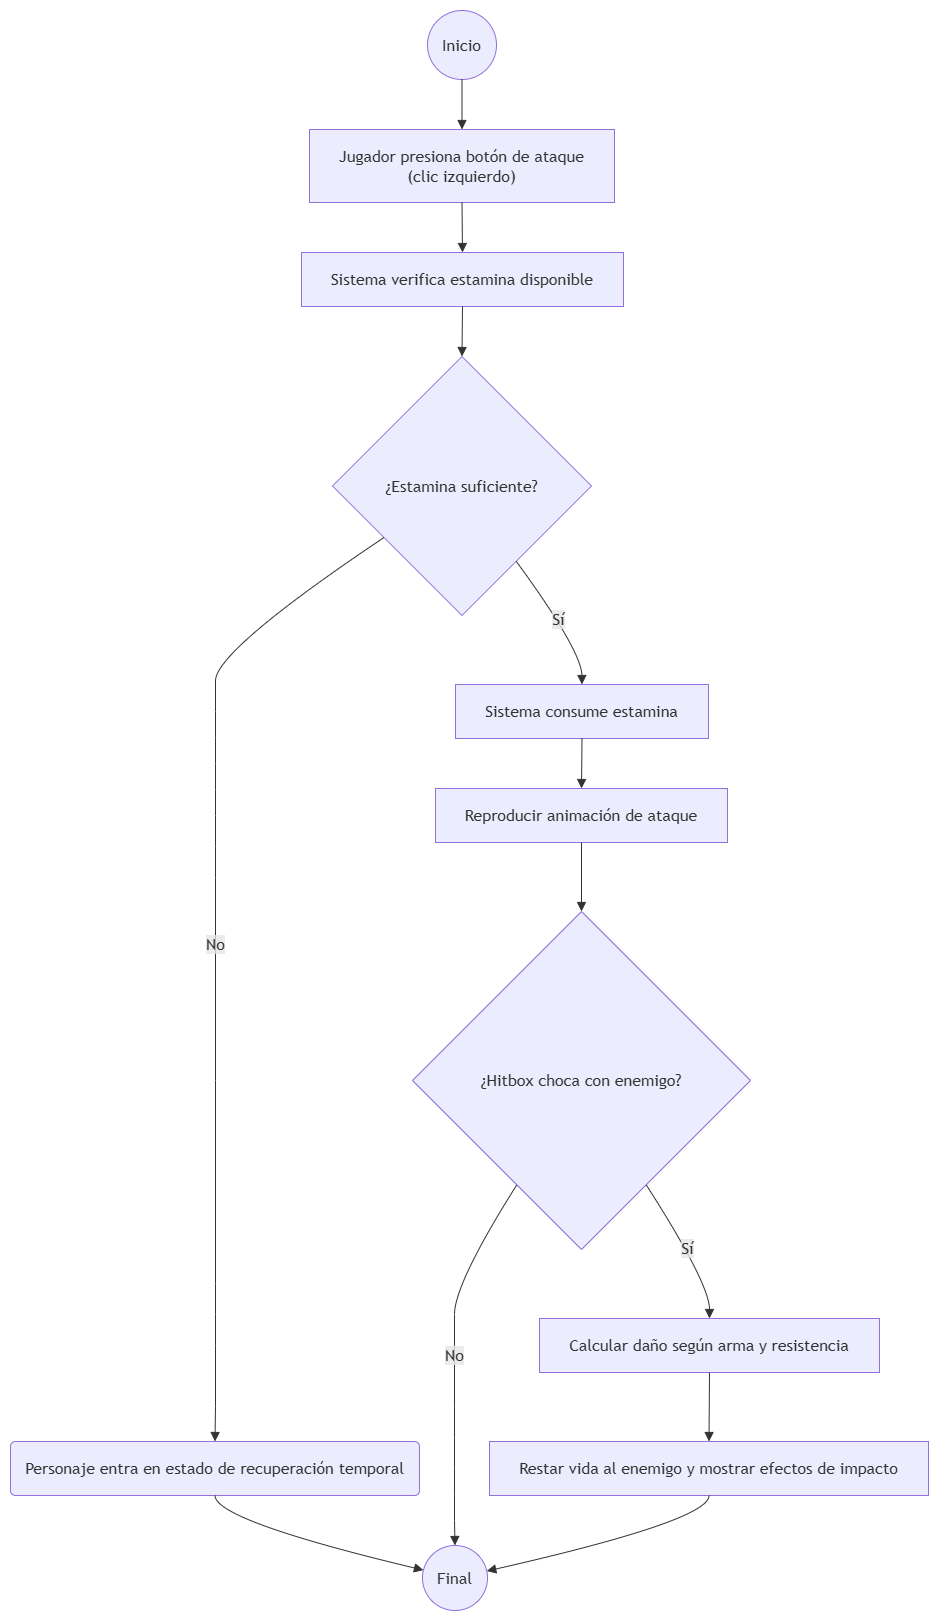 Inicio
Jugador presiona botón de ataque
(clic izquierdo)
Sistema verifica estamina disponible
¿Estamina suficiente?
Sí
Sistema consume estamina
Reproducir animación de ataque
No
¿Hitbox choca con enemigo?
Sí
Calcular daño según arma y resistencia
No
Personaje entra en estado de recuperación temporal
Restar vida al enemigo y mostrar efectos de impacto
Final